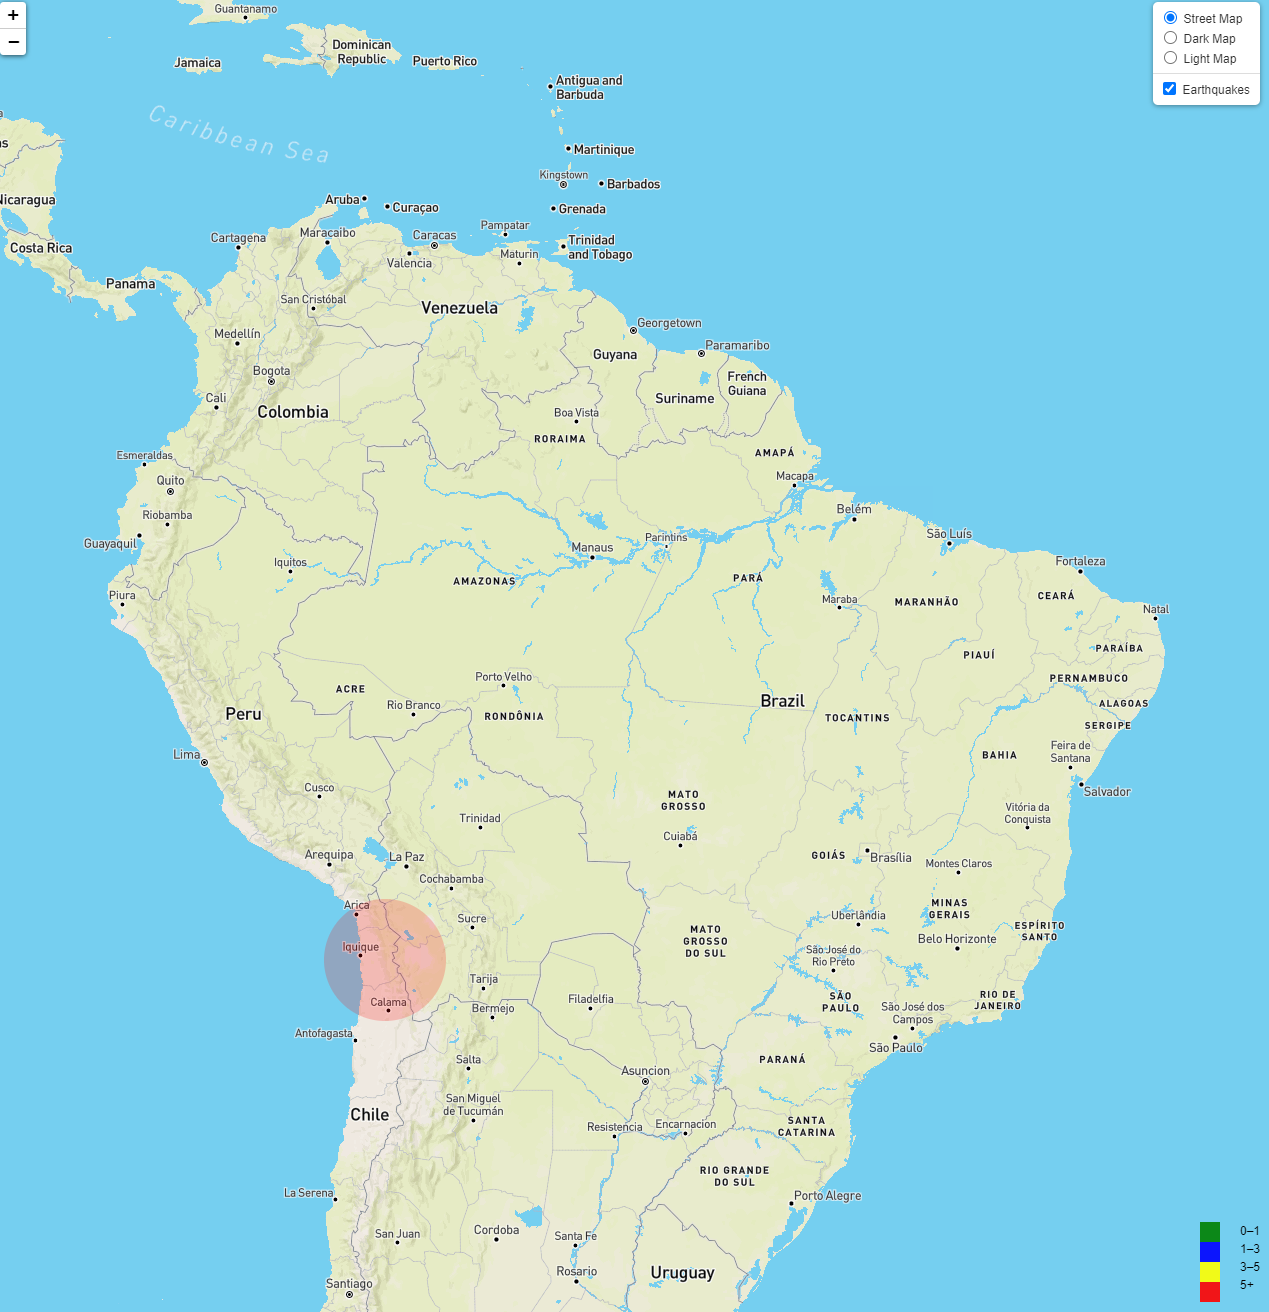 +
−
Street Map
Dark Map
Light Map
Earthquakes
Guantanamo
Dominican
Republic
Jamaica
Puerto Rico
Antigua and
Barbuda
Caribbean Sea
Martinique
Kingstown
Barbados
Nicaragua
Aruba
Curaçao
Grenada
Costa Rica
Cartagena
Maracaibo
Caracas
Pampatar
Trinidad
and Tobago
Valencia
Maturin
Panama
San Cristóbal
Venezuela
Georgetown
Medellín
Paramaribo
Guyana
Bogota
French
Guiana
Cali
Suriname
Colombia
Boa Vista
RORAIMA
Esmeraldas
AMAPÁ
Quito
Macapa
Riobamba
Belém
Guayaquil
Manaus
Parintins
São Luís
Iquitos
AMAZONAS
PARÁ
Fortaleza
Piura
Maraba
MARANHÃO
CEARÁ
Natal
PIAUÍ
PARAÍBA
Porto Velho
PERNAMBUCO
ACRE
Rio Branco
Brazil
ALAGOAS
Peru
RONDÔNIA
TOCANTINS
SERGIPE
Lima
BAHIA
Feira de
Santana
Cusco
MATO
GROSSO
Salvador
Trinidad
Vitória da
Conquista
Cuiabá
Arequipa
La Paz
GOIÁS
Brasília
Montes Claros
Cochabamba
Arica
Sucre
Uberlândia
MINAS
GERAIS
MATO
GROSSO
DO SUL
ESPÍRITO
SANTO
Iquique
São José do
Rio Preto
Belo Horizonte
Tarija
Calama
Filadelfia
SÃO
PAULO
RIO DE
JANEIRO
Bermejo
São José dos
Campos
Antofagasta
São Paulo
Salta
PARANÁ
Asuncion
San Miguel
de Tucumán
Chile
Resistencia
Encarnacion
SANTA
CATARINA
RIO GRANDE
DO SUL
La Serena
Porto Alegre
San Juan
Cordoba
Santa Fe
Rosario
Uruguay
Santiago
0–1
1–3
3–5
5+